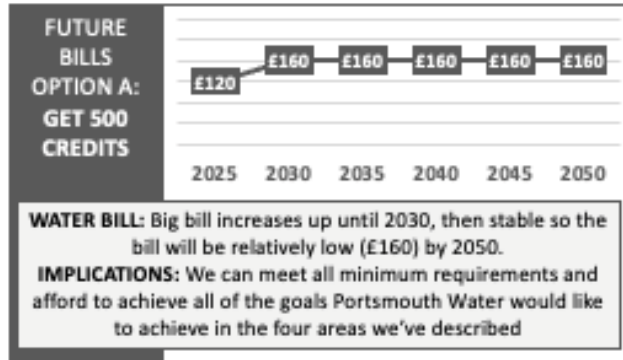 FUTURE
BILLS
OPTION A:
GET 500
CREDITS
£120 £160 £160 £160 £160 £160
2025 2030 2035 2040 2045 2050
WATER BILL: Big bill increases up until 2030, then stable so the
bill will be relatively low (£160) by 2050.
IMPLICATIONS: We can meet all minimum requirements and
afford to achieve all of the goals Portsmouth Water would like
to achieve in the four areas we've described